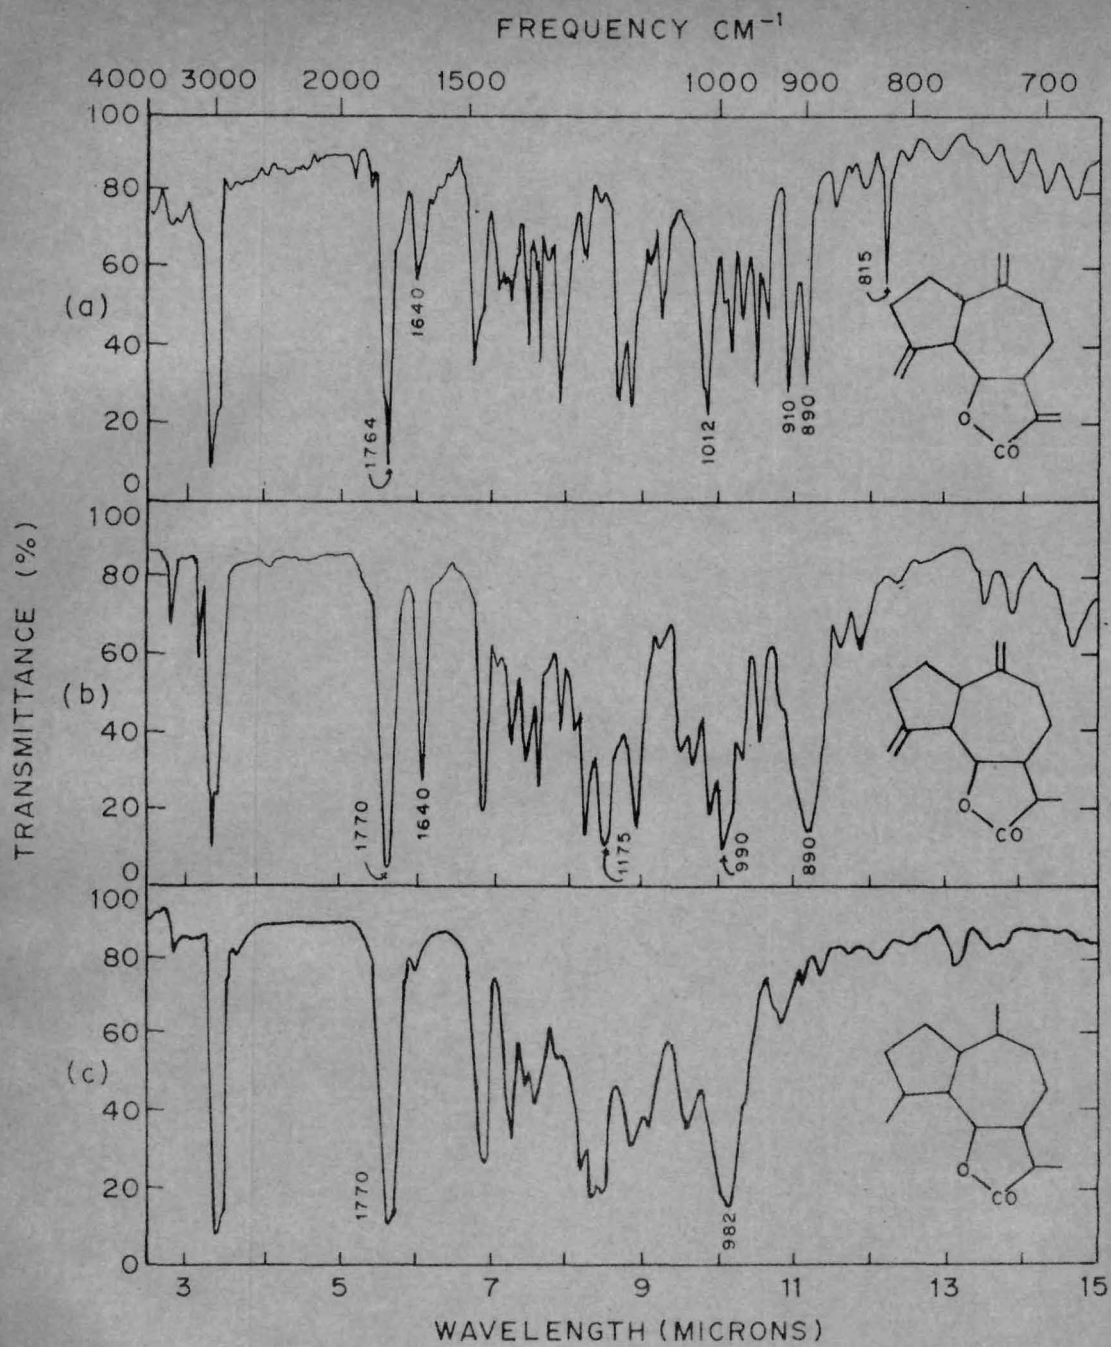 FREQUENCY CM⁻¹
4000 3000 2000 1500 1000 900 800 700
100
80
60
40
20
0
(a)
1764
1640
1012
910
890
815
O
CO
100
80
60
40
20
0
(b)
1770
1640
1175
990
890
O
CO
100
80
60
40
20
0
(c)
1770
982
O
CO
TRANSMITTANCE (%)
3 5 7 9 11 13 15
WAVELENGTH (MICRONS)